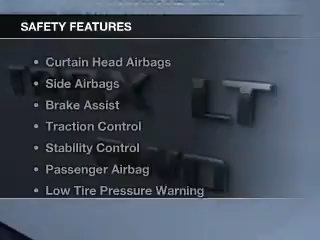 SAFETY FEATURES
• Curtain Head Airbags
• Side Airbags
• Brake Assist
• Traction Control
• Stability Control
• Passenger Airbag
• Low Tire Pressure Warning
LT